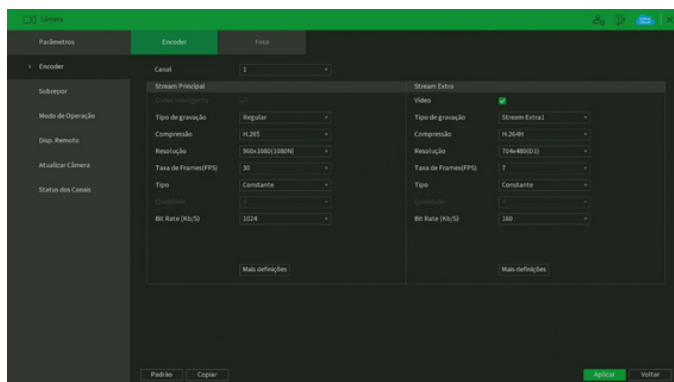 Câmera
Parâmetros
Encoder
Foto
Encoder
Canal
1
Sobrepor
Stream Principal
Stream Extra
Codec Inteligente
Vídeo
Modo de Operação
Tipo de gravação
Regular
Tipo de gravação
Stream Extra1
Disp. Remoto
Compressão
H.265
Compressão
H.264H
Resolução
960x1080(1080N)
Resolução
704x480(D1)
Atualizar Câmera
Taxa de Frames(FPS)
30
Taxa de Frames(FPS)
7
Status dos Canais
Tipo
Constante
Tipo
Constante
Qualidade
4
Qualidade
4
Bit Rate (Kb/S)
1024
Bit Rate (Kb/S)
160
Mais definições
Mais definições
Padrão
Copiar
Aplicar
Voltar